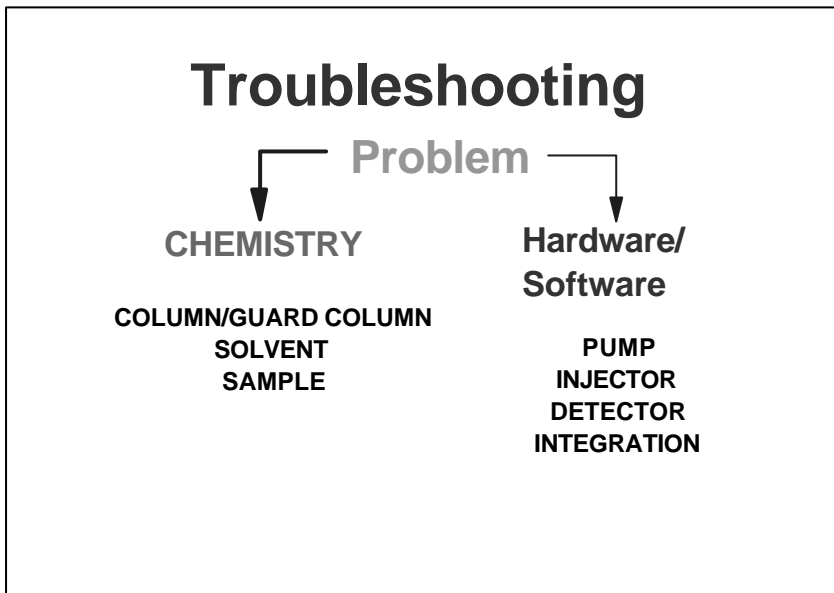 Troubleshooting
Problem
CHEMISTRY
COLUMN/GUARD COLUMN
SOLVENT
SAMPLE
Hardware/
Software
PUMP
INJECTOR
DETECTOR
INTEGRATION